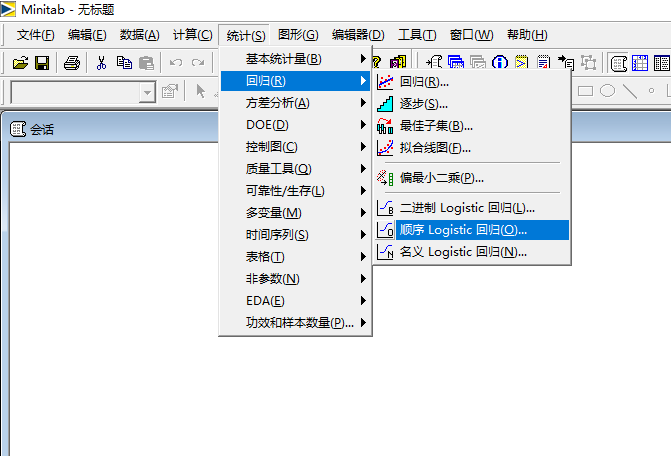 Minitab - 无标题
文件(F) 编辑(E) 数据(A) 计算(C) 统计(S) 图形(G) 编辑器(D) 工具(T) 窗口(W) 帮助(H)
基本统计量(B)
回归(R)
方差分析(A)
DOE(D)
控制图(C)
质量工具(Q)
可靠性/生存(L)
多变量(M)
时间序列(S)
表格(T)
非参数(N)
EDA(E)
功效和样本数量(P)...
回归(R)...
逐步(S)...
最佳子集(B)...
拟合线图(F)...
偏最小二乘(P)...
二进制 Logistic 回归(L)...
顺序 Logistic 回归(O)...
名义 Logistic 回归(N)...
会话